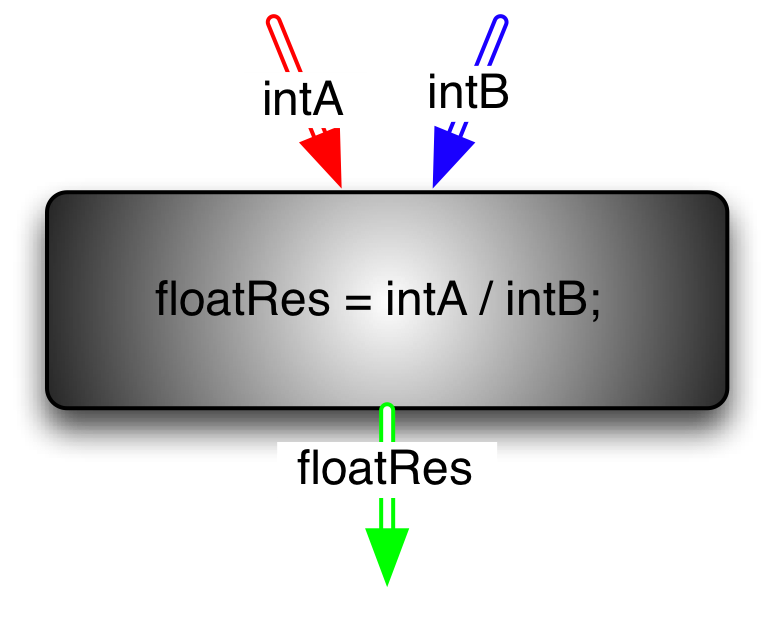 intA
intB
floatRes = intA / intB;
floatRes